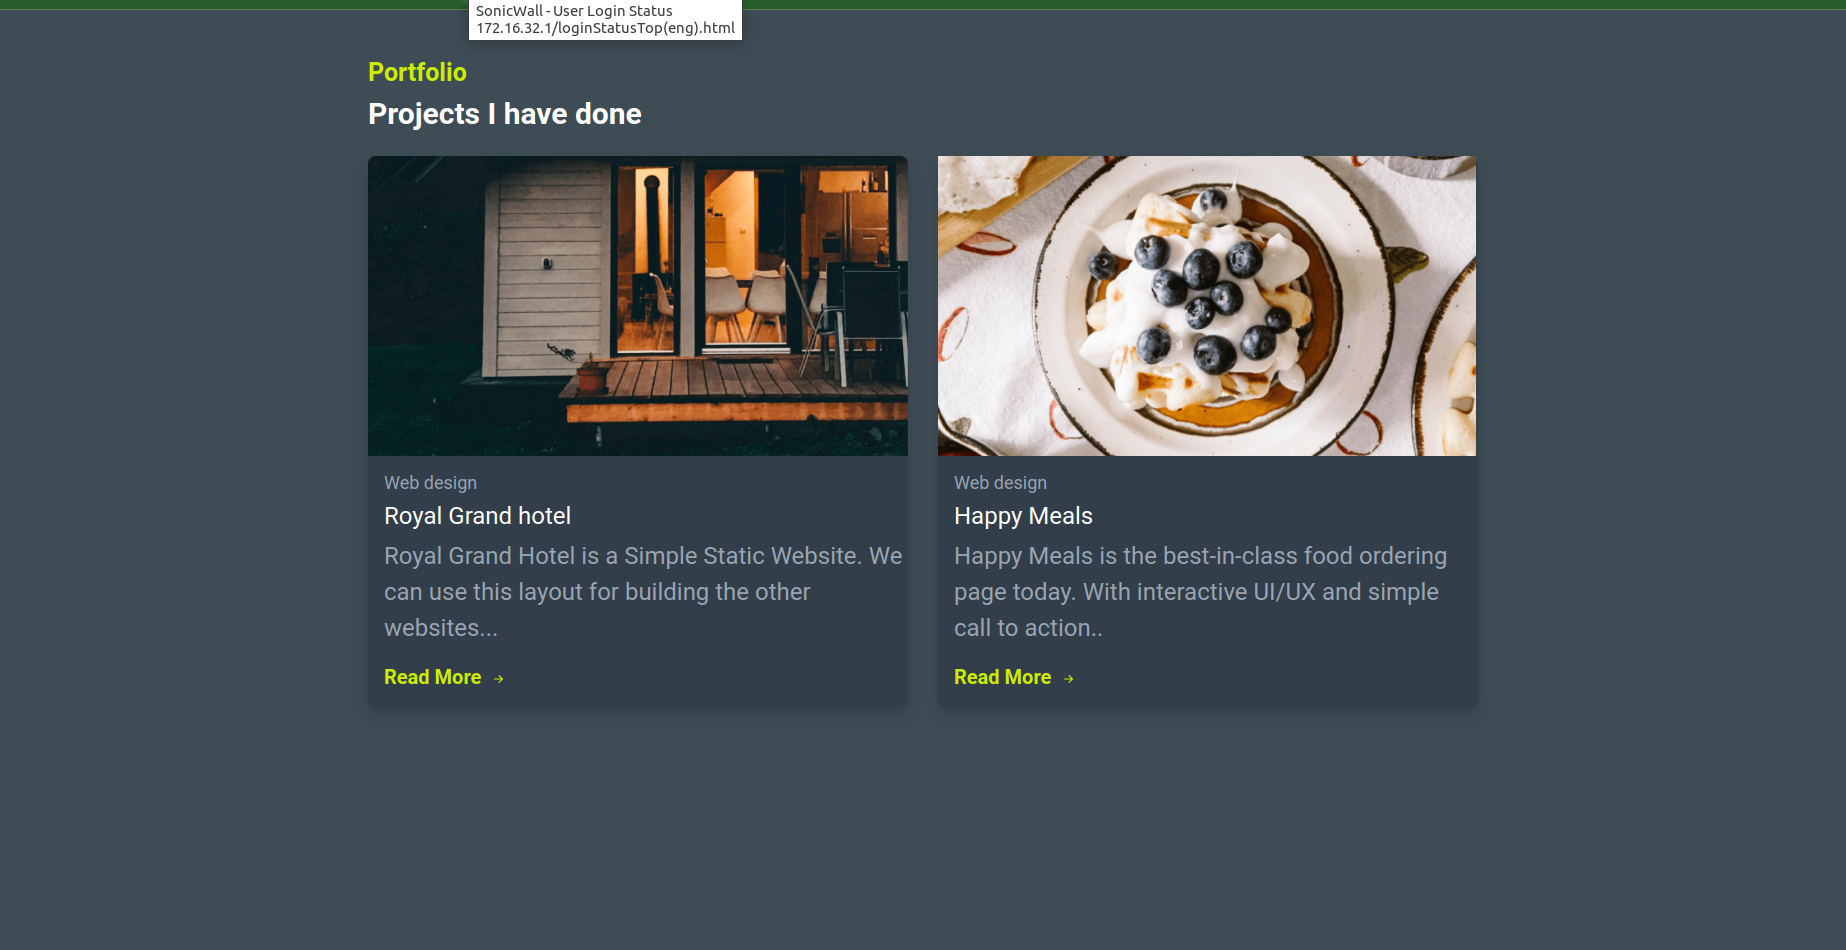 SonicWall - User Login Status
172.16.32.1/loginStatusTop(eng).html
Portfolio
Projects I have done
Web design
Royal Grand hotel
Royal Grand Hotel is a Simple Static Website. We
can use this layout for building the other
websites...
Read More →
Web design
Happy Meals
Happy Meals is the best-in-class food ordering
page today. With interactive UI/UX and simple
call to action..
Read More →